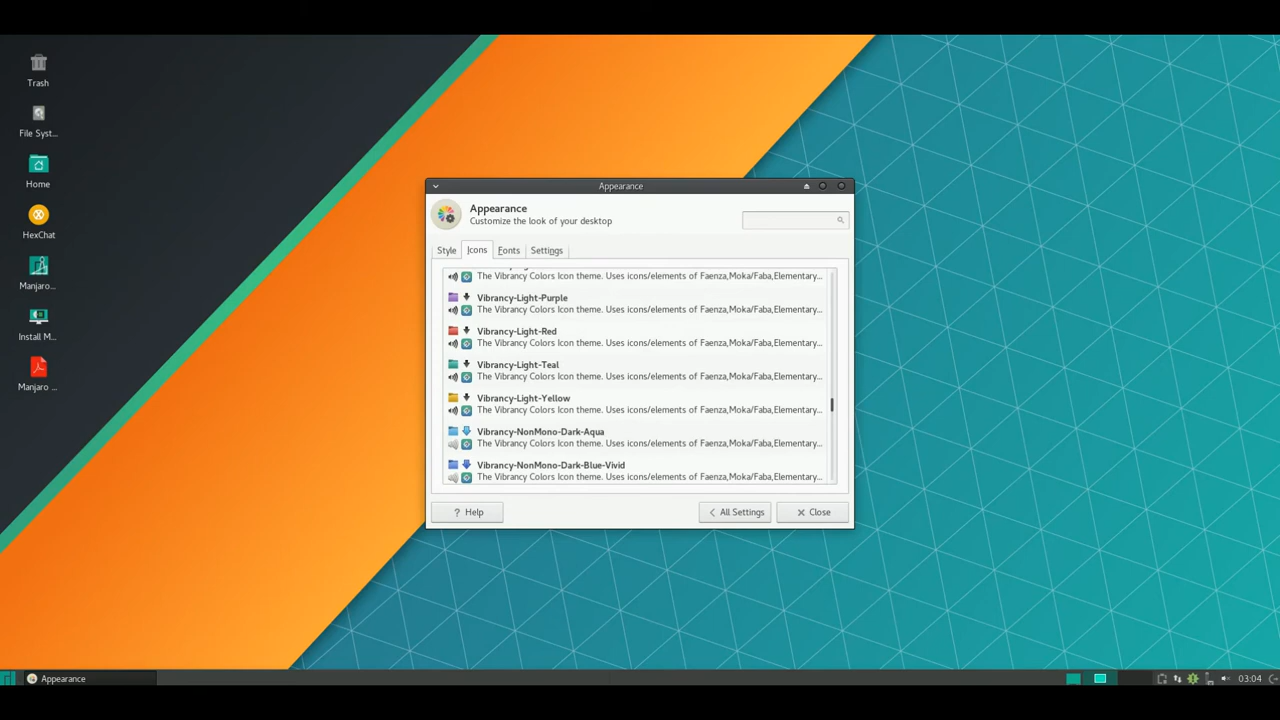 Trash
File Syst...
Home
HexChat
Manjaro...
Install M...
Manjaro ...
Appearance
Appearance
Customize the look of your desktop
Style Icons Fonts Settings
The Vibrancy Colors Icon theme. Uses icons/elements of Faenza,Moka/Faba,Elementary...
Vibrancy-Light-Purple
The Vibrancy Colors Icon theme. Uses icons/elements of Faenza,Moka/Faba,Elementary...
Vibrancy-Light-Red
The Vibrancy Colors Icon theme. Uses icons/elements of Faenza,Moka/Faba,Elementary...
Vibrancy-Light-Teal
The Vibrancy Colors Icon theme. Uses icons/elements of Faenza,Moka/Faba,Elementary...
Vibrancy-Light-Yellow
The Vibrancy Colors Icon theme. Uses icons/elements of Faenza,Moka/Faba,Elementary...
Vibrancy-NonMono-Dark-Aqua
The Vibrancy Colors Icon theme. Uses icons/elements of Faenza,Moka/Faba,Elementary...
Vibrancy-NonMono-Dark-Blue-Vivid
The Vibrancy Colors Icon theme. Uses icons/elements of Faenza,Moka/Faba,Elementary...
? Help
All Settings
Close
Appearance
03:04